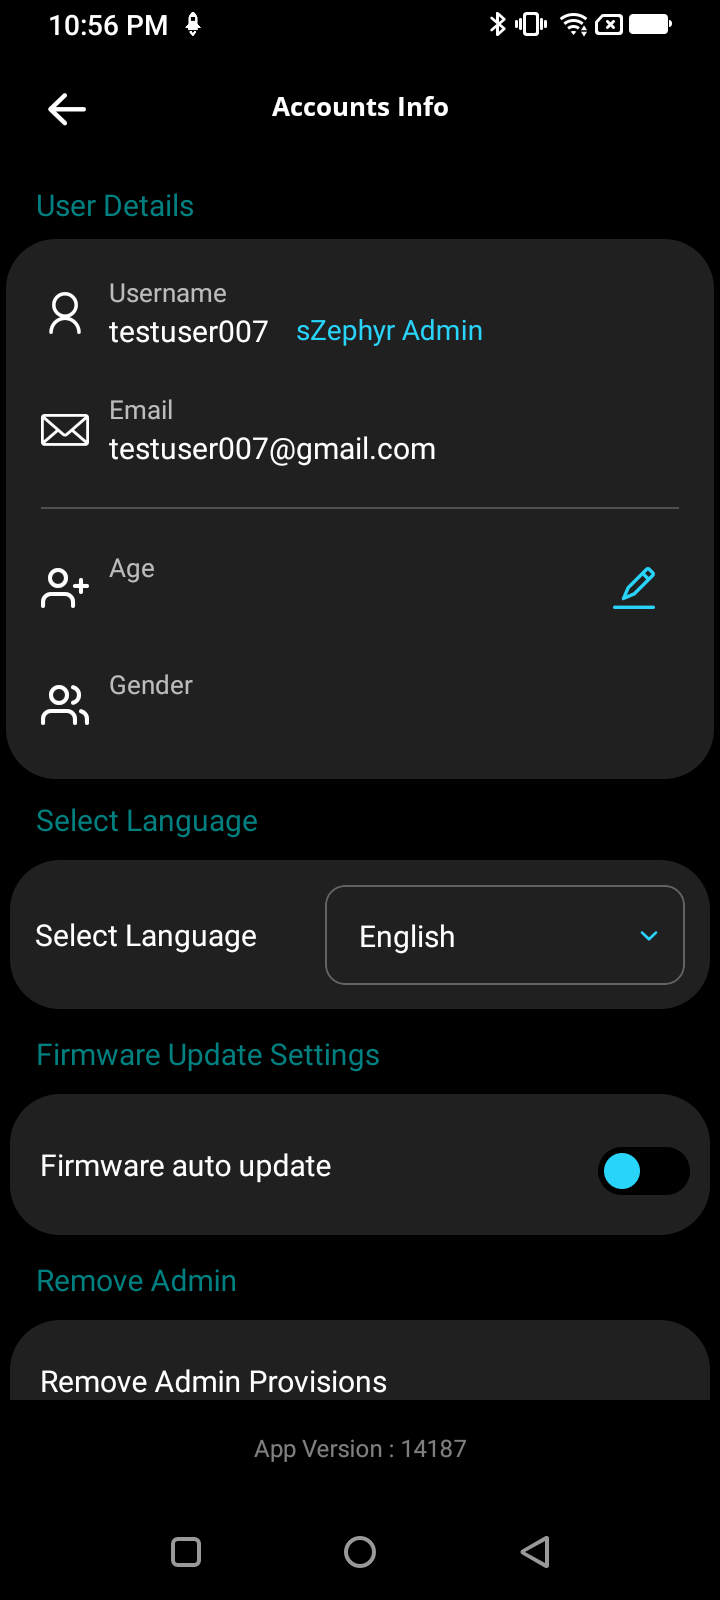 10:56 PM
Accounts Info
User Details
Username
testuser007 sZephyr Admin
Email
testuser007@gmail.com
Age
Gender
Select Language
Select Language English
Firmware Update Settings
Firmware auto update
Remove Admin
Remove Admin Provisions
App Version : 14187